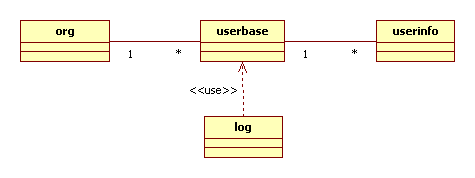 org
userbase
userinfo
1
*
1
*
<<use>>
log